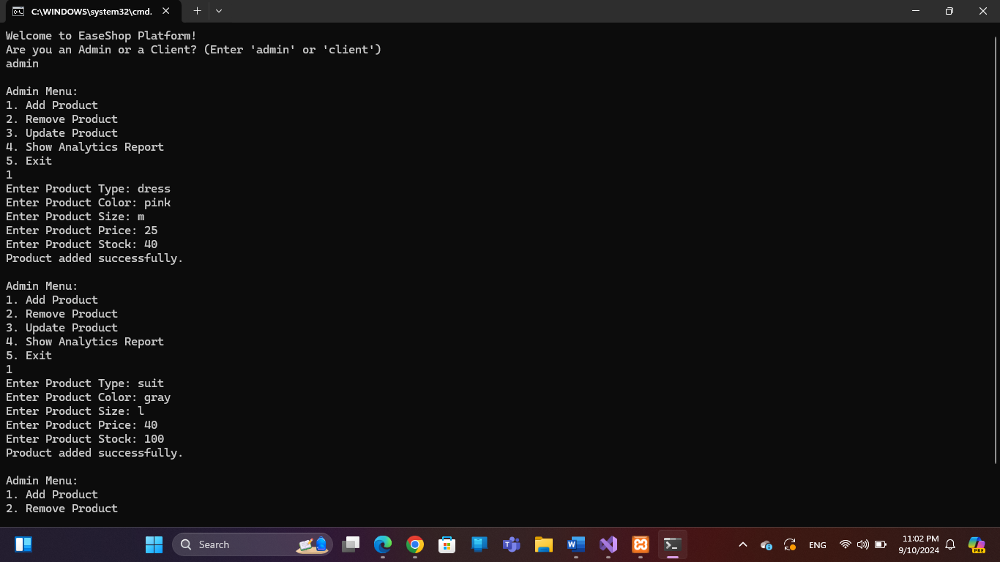 C:\WINDOWS\system32\cmd.
Welcome to EaseShop Platform!
Are you an Admin or a Client? (Enter 'admin' or 'client')
admin
Admin Menu:
1. Add Product
2. Remove Product
3. Update Product
4. Show Analytics Report
5. Exit
1
Enter Product Type: dress
Enter Product Color: pink
Enter Product Size: m
Enter Product Price: 25
Enter Product Stock: 40
Product added successfully.
Admin Menu:
1. Add Product
2. Remove Product
3. Update Product
4. Show Analytics Report
5. Exit
1
Enter Product Type: suit
Enter Product Color: gray
Enter Product Size: l
Enter Product Price: 40
Enter Product Stock: 100
Product added successfully.
Admin Menu:
1. Add Product
2. Remove Product
Search
ENG
11:02 PM
9/10/2024
PRE